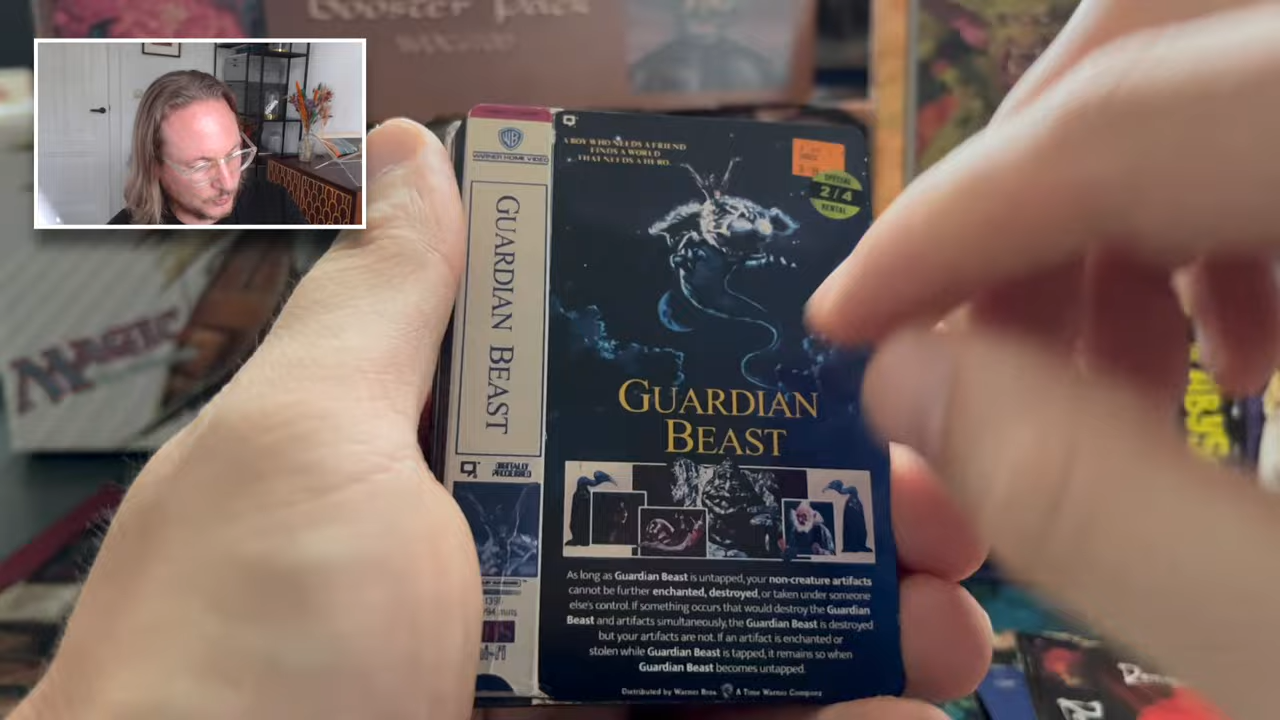 Booster Pack
MAGIC
WB
WARNER HOME VIDEO
GUARDIAN BEAST
DIGITALLY
PROCESSED
A BOY WHO NEEDS A FRIEND
FINDS A WORLD
THAT NEEDS A HERO.
SPECIAL
2/4
RENTAL
GUARDIAN
BEAST
As long as Guardian Beast is untapped, your non-creature artifacts
cannot be further enchanted, destroyed, or taken under someone
else's control. If something occurs that would destroy the Guardian
Beast and artifacts simultaneously, the Guardian Beast is destroyed
but your artifacts are not. If an artifact is enchanted or
stolen while Guardian Beast is tapped, it remains so when
Guardian Beast becomes untapped.
Distributed by Warner Bros. A Time Warner Company